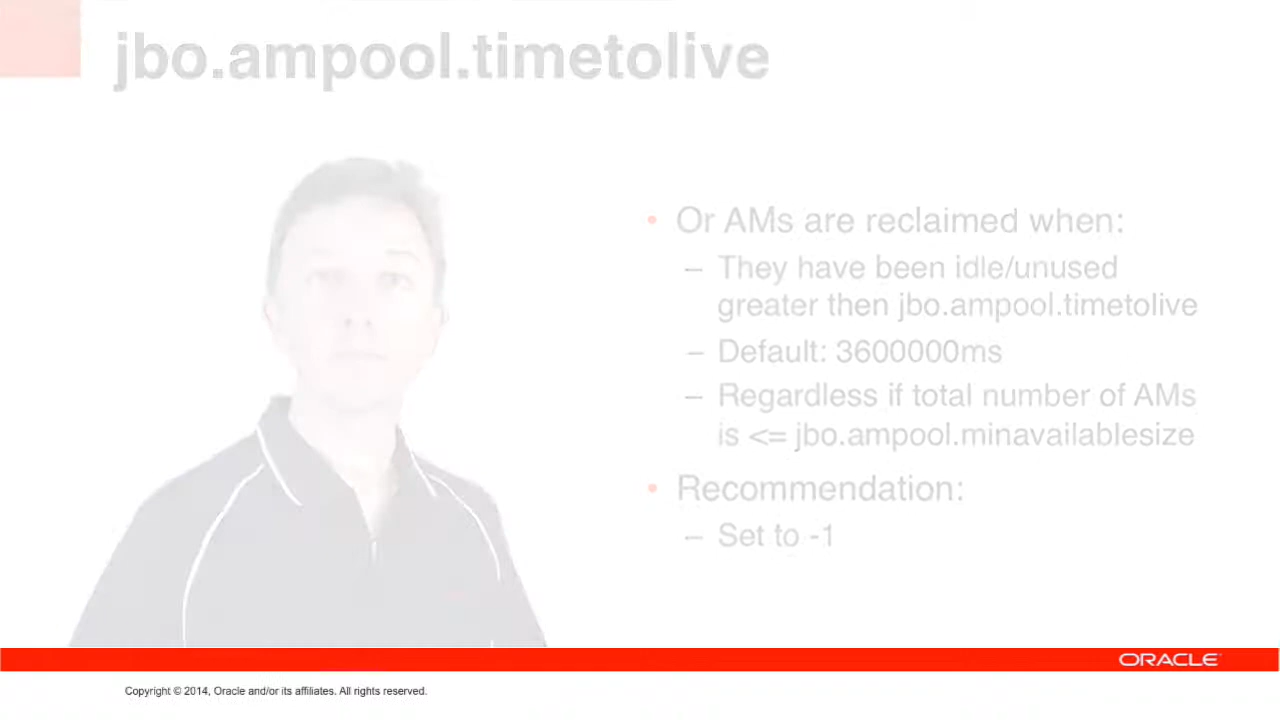 jbo.ampool.timetolive
• Or AMs are reclaimed when:
– They have been idle/unused
greater then jbo.ampool.timetolive
– Default: 3600000ms
– Regardless if total number of AMs
is <= jbo.ampool.minavailablesize
• Recommendation:
– Set to -1
ORACLE
Copyright © 2014, Oracle and/or its affiliates. All rights reserved.